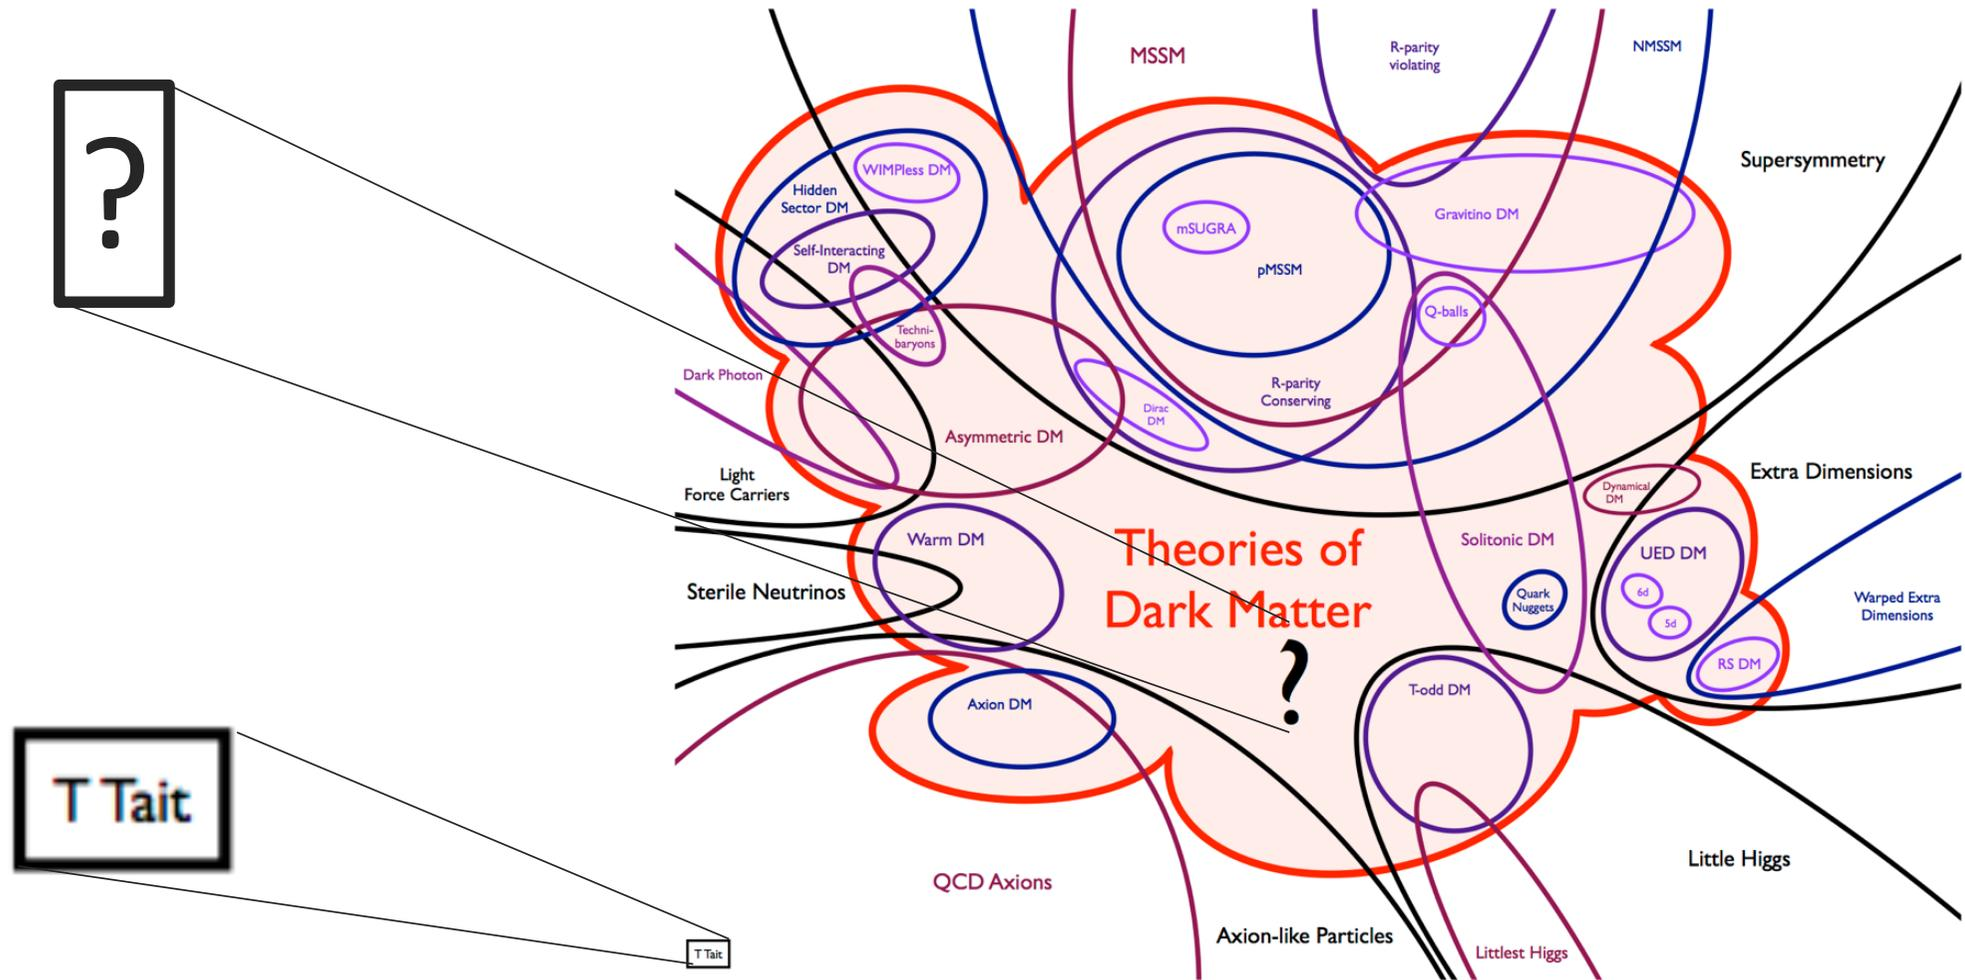 ?
T Tait
T Tait
MSSM
R-parity
violating
NMSSM
Supersymmetry
WIMPless DM
Hidden
Sector DM
Self-Interacting
DM
Techni-
baryons
mSUGRA
pMSSM
Gravitino DM
Q-balls
R-parity
Conserving
Dirac
DM
Dark Photon
Asymmetric DM
Light
Force Carriers
Extra Dimensions
Dynamical
DM
Warm DM
Theories of
Dark Matter
?
Solitonic DM
Quark
Nuggets
UED DM
6d
5d
RS DM
Warped Extra
Dimensions
Sterile Neutrinos
Axion DM
T-odd DM
Little Higgs
QCD Axions
Axion-like Particles
Littlest Higgs